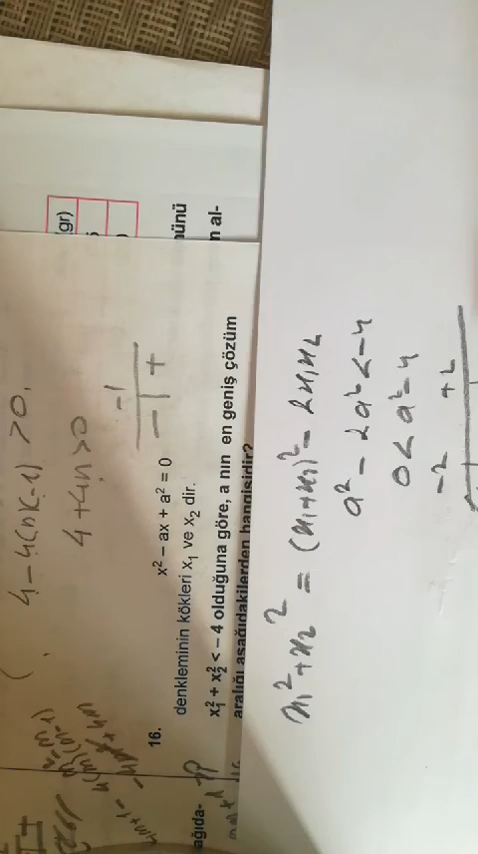 (gr)
ünü
n al-
4-4(n)(-1) >0.
4+4n>0
-1
- | +
16.
x² – ax + a² = 0
denkleminin kökleri x₁ ve x₂ dir.
x₁² + x₂² < – 4 olduğuna göre, a nın en geniş çözüm
aralığı aşağıdakilerden hangisidir?
ağıda-
x₁²+x₂² = (x₁+x₂)² - 2x₁x₂
a² - 2a² < -4
0 < a² - 4
-2 +2